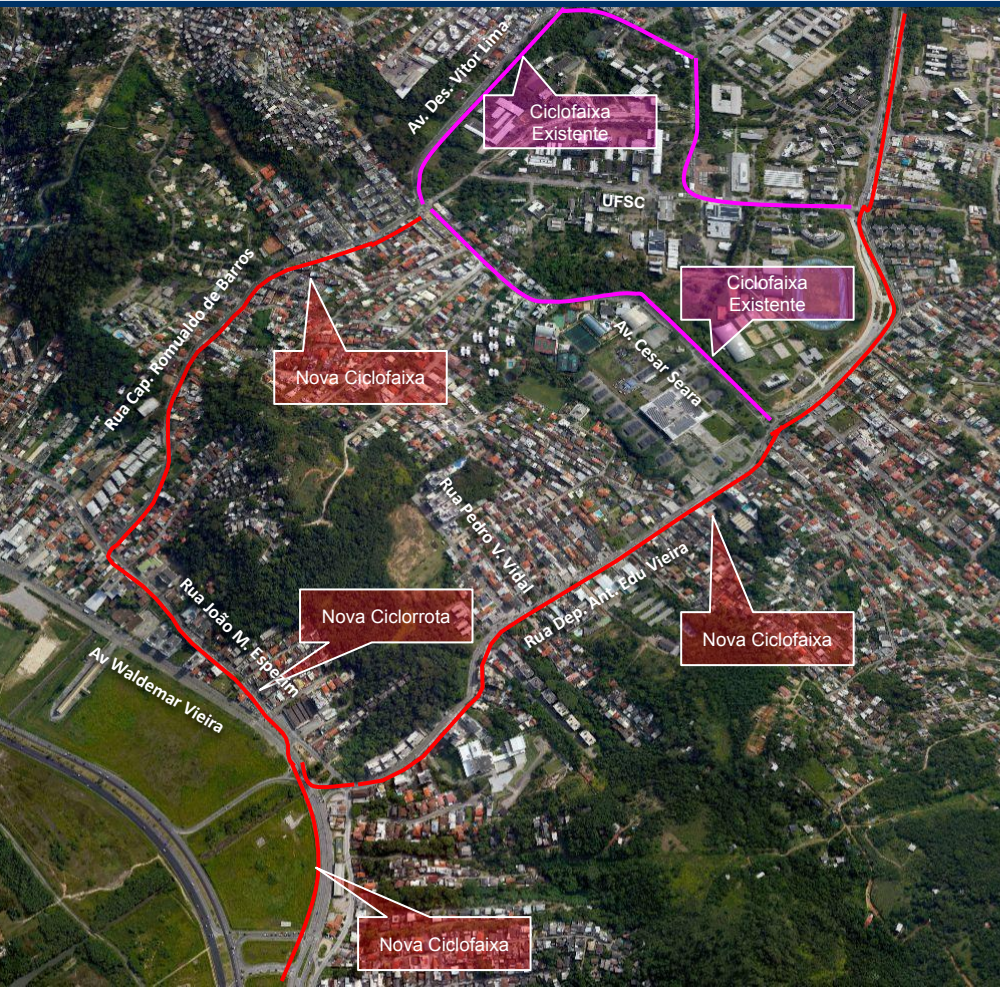 Av. Des. Vitor Lima
Ciclofaixa
Existente
UFSC
Ciclofaixa
Existente
Rua Cap. Romualdo de Barros
Nova Ciclofaixa
Av. Cesar Seara
Rua Pedro V. Vidal
Rua Dep. Ant. Edu Vieira
Rua João M. Espezim
Nova Ciclorrota
Nova Ciclofaixa
Av Waldemar Vieira
Nova Ciclofaixa